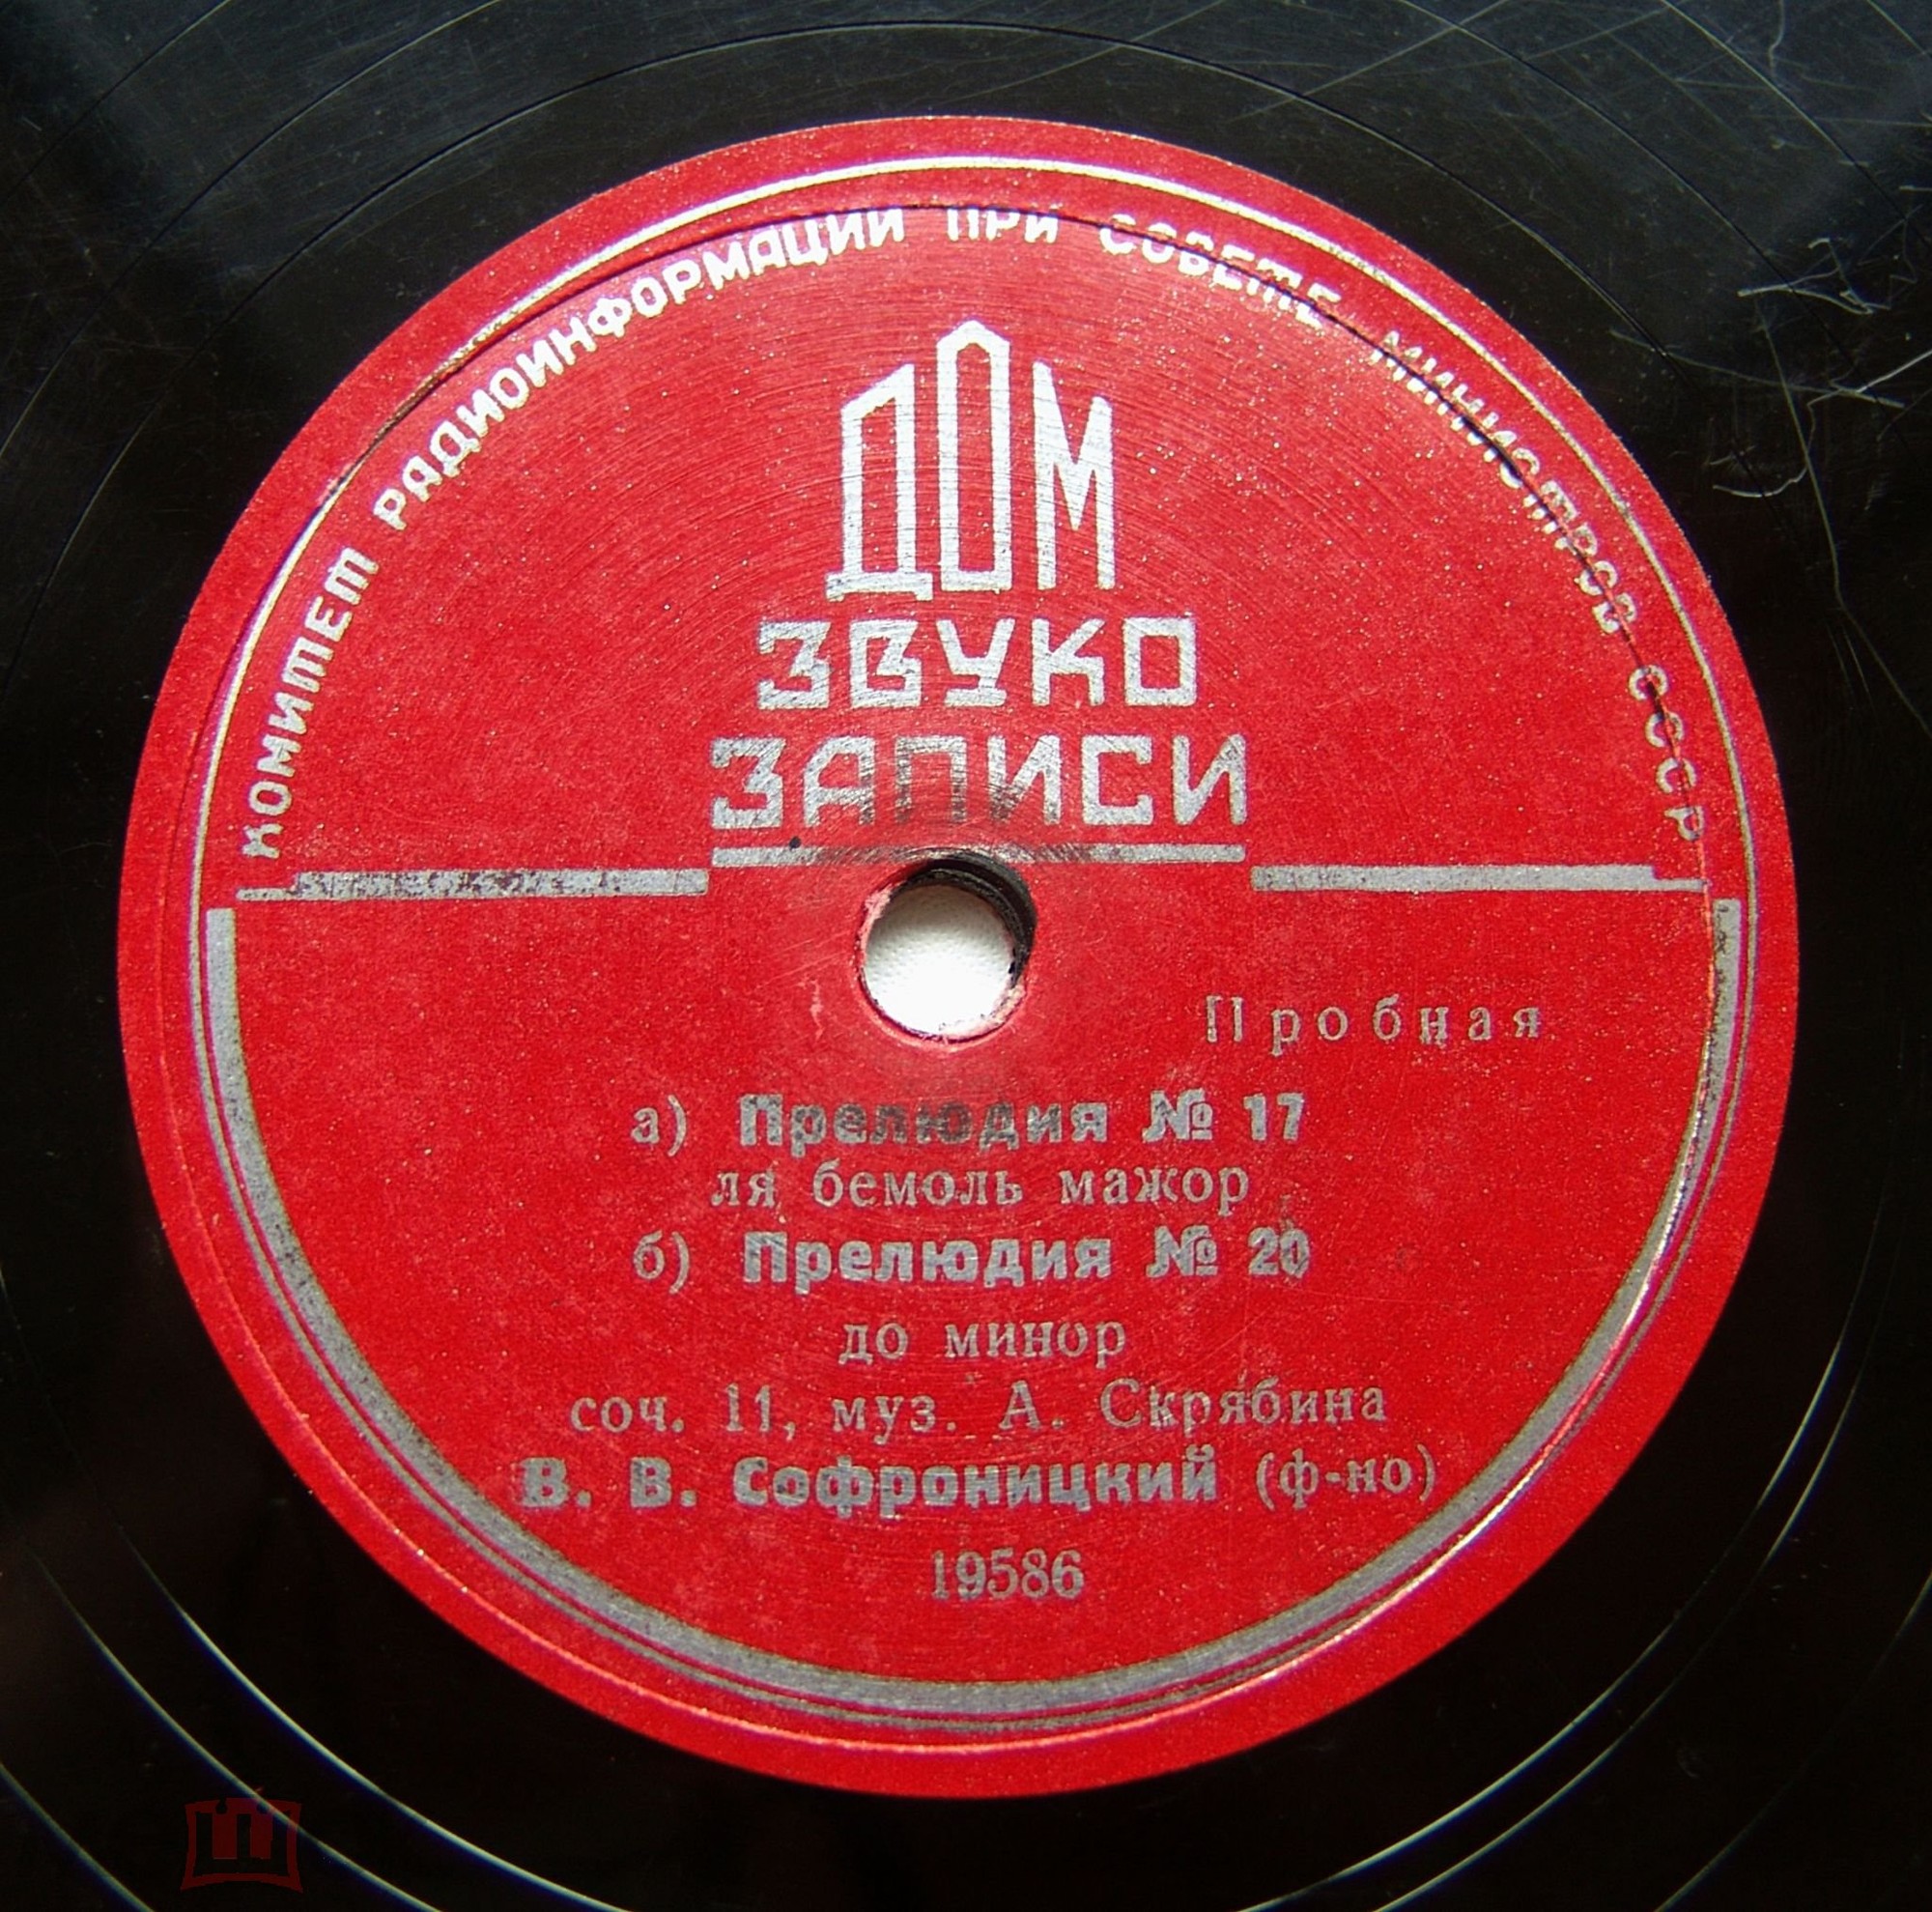 КОМИТЕТ РАДИОИНФОРМАЦИИ ПРИ СОВЕТЕ МИНИСТРОВ СССР
ДОМ
ЗВУКО
ЗАПИСИ
Пробная
а) Прелюдия № 17
ля бемоль мажор
б) Прелюдия № 20
до минор
соч. 11, муз. А. Скрябина
В. В. Софроницкий (ф-но)
19586